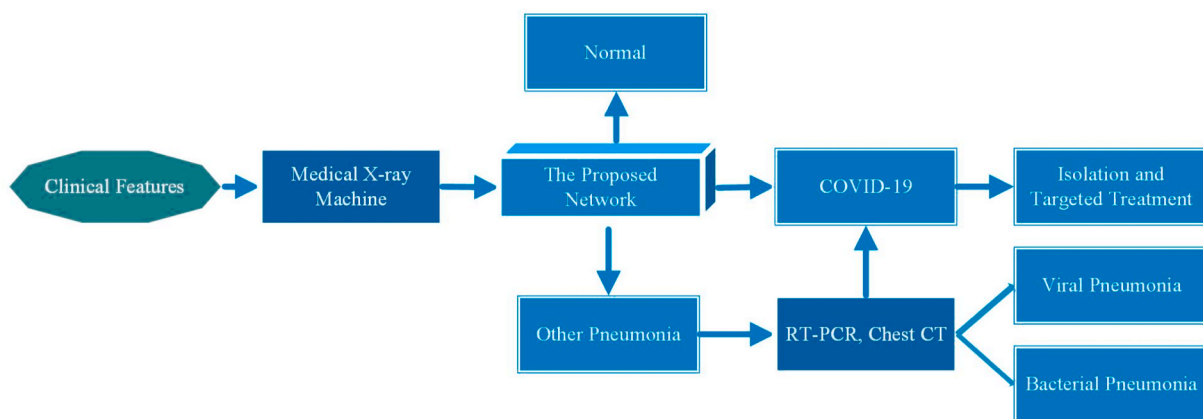 Normal
Clinical Features
Medical X-ray
Machine
The Proposed
Network
COVID-19
Isolation and
Targeted Treatment
Other Pneumonia
RT-PCR, Chest CT
Viral Pneumonia
Bacterial Pneumonia